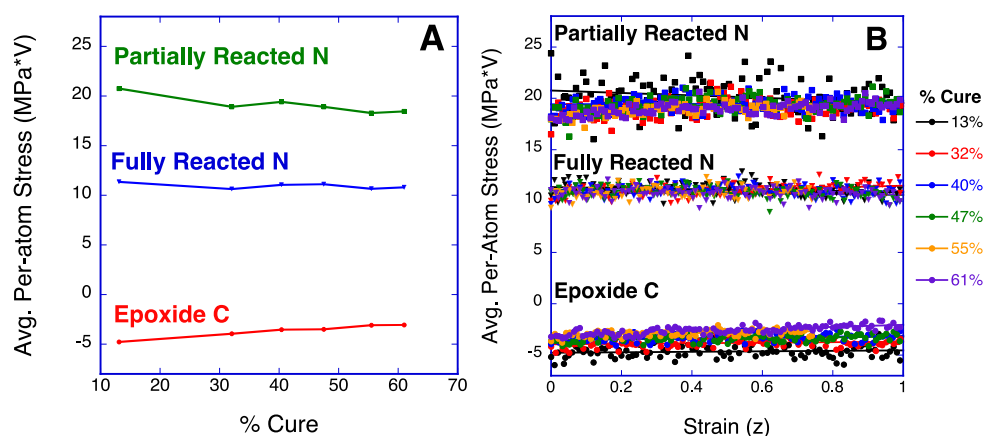 A
Partially Reacted N
Fully Reacted N
Epoxide C
Avg. Per-atom Stress (MPa*V)
25
20
15
10
5
0
-5
10
20
30
40
50
60
70
% Cure
B
Partially Reacted N
Fully Reacted N
Epoxide C
Avg. Per-Atom Stress (MPa*V)
25
20
15
10
5
0
-5
0
0.2
0.4
0.6
0.8
1
Strain (z)
% Cure
13%
32%
40%
47%
55%
61%